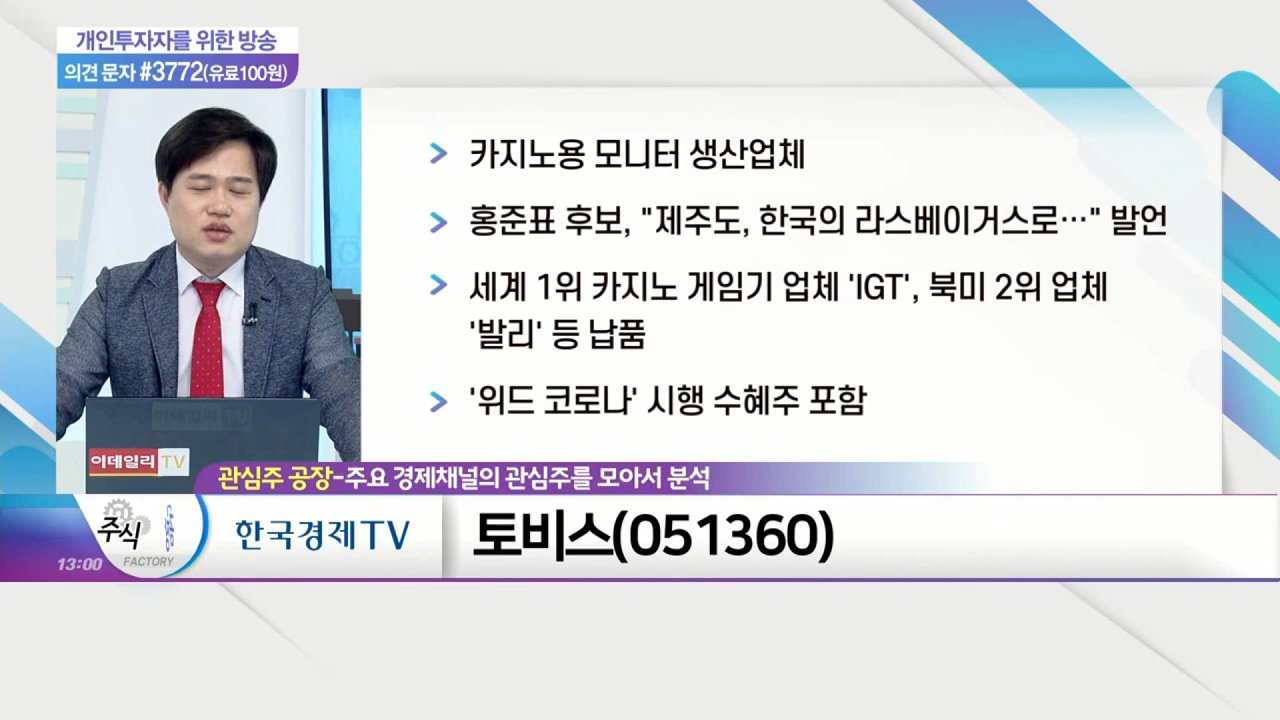 개인투자자를 위한 방송
의견 문자 #3772(유료100원)
카지노용 모니터 생산업체
홍준표 후보, "제주도, 한국의 라스베이거스로…" 발언
세계 1위 카지노 게임기 업체 'IGT', 북미 2위 업체
'발리' 등 납품
'위드 코로나' 시행 수혜주 포함
이데일리 TV
관심주 공장-주요 경제채널의 관심주를 모아서 분석
주식
FACTORY
13:00
한국경제TV
토비스(051360)